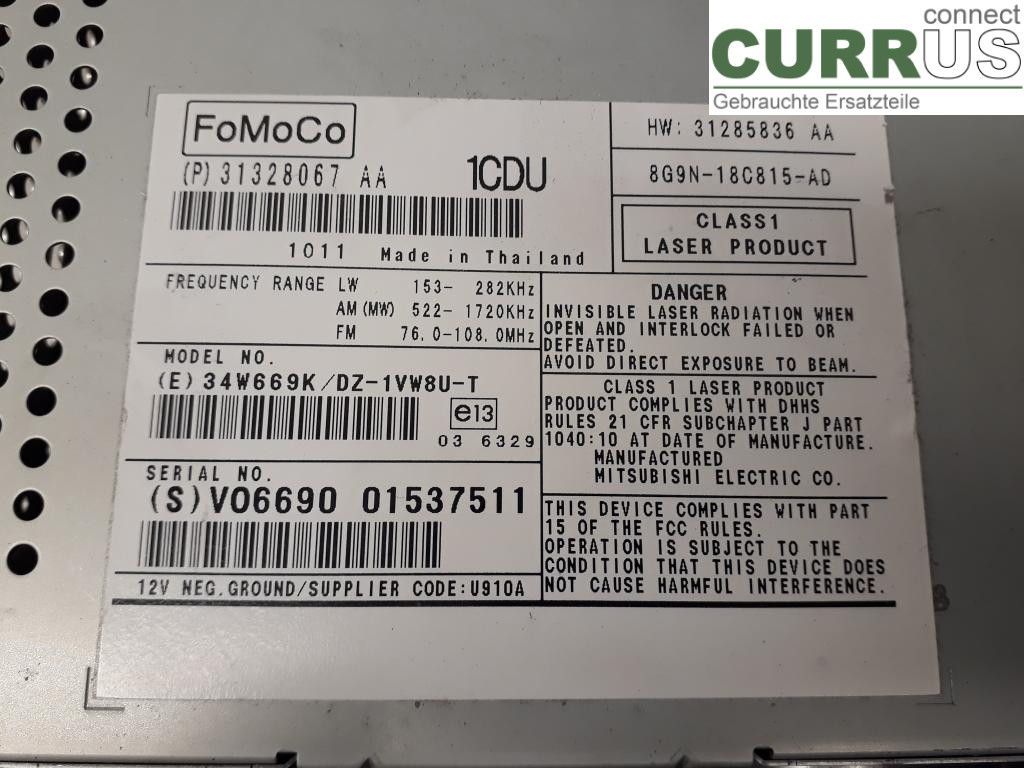 connect
CURRUS
Gebrauchte Ersatzteile
FoMoCo
(P) 31328067 AA 1CDU
1011 Made in Thailand
HW: 31285836 AA
8G9N-18C815-AD
CLASS1
LASER PRODUCT
FREQUENCY RANGE LW 153- 282KHz
AM (MW) 522- 1720KHz
FM 76.0-108.0MHz
MODEL NO.
(E) 34W669K/DZ-1VW8U-T
e13
03 6329
SERIAL NO.
(S) V06690 01537511
12V NEG.GROUND/SUPPLIER CODE:U910A
DANGER
INVISIBLE LASER RADIATION WHEN
OPEN AND INTERLOCK FAILED OR
DEFEATED.
AVOID DIRECT EXPOSURE TO BEAM.
CLASS 1 LASER PRODUCT
PRODUCT COMPLIES WITH DHHS
RULES 21 CFR SUBCHAPTER J PART
1040:10 AT DATE OF MANUFACTURE.
MANUFACTURED
MITSUBISHI ELECTRIC CO.
THIS DEVICE COMPLIES WITH PART
15 OF THE FCC RULES.
OPERATION IS SUBJECT TO THE
CONDITION THAT THIS DEVICE DOES
NOT CAUSE HARMFUL INTERFERENCE.